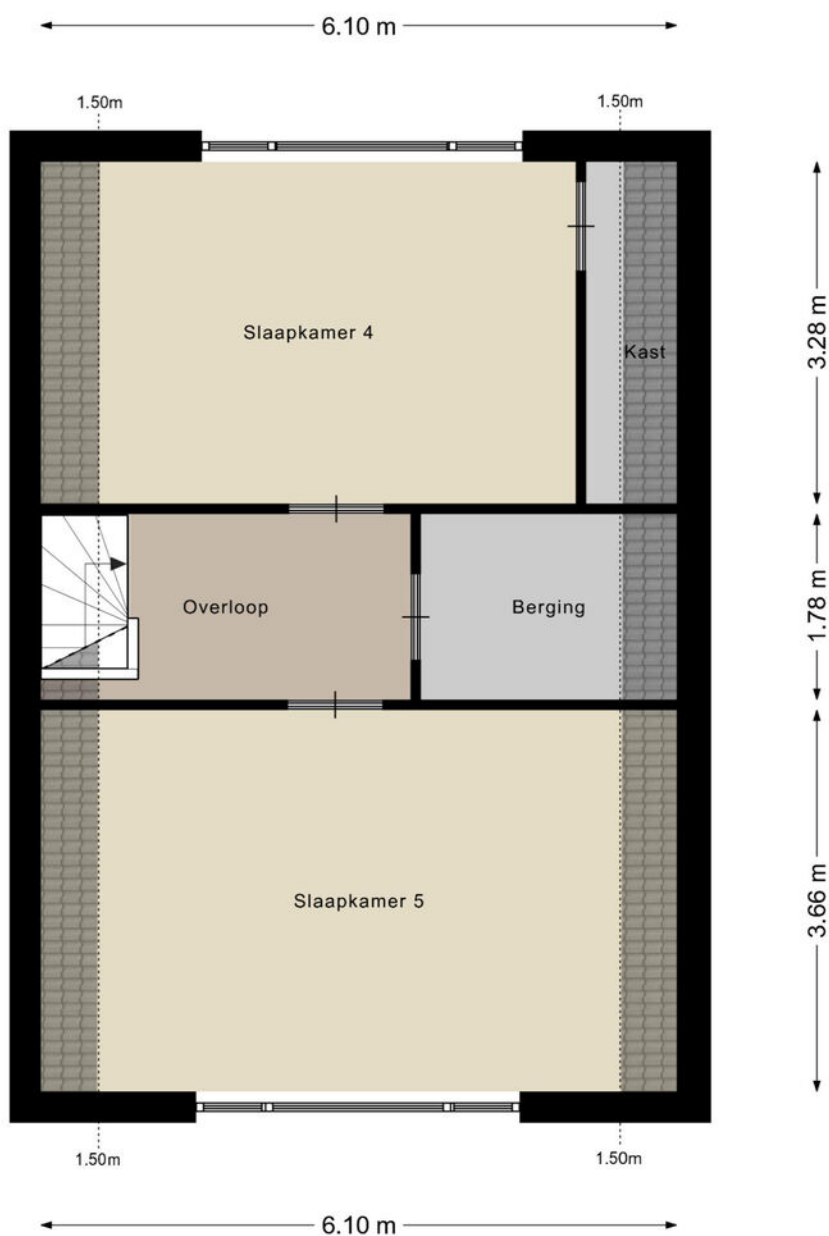 6.10 m
1.50m
1.50m
Slaapkamer 4
Kast
3.28 m
Overloop
Berging
1.78 m
Slaapkamer 5
3.66 m
1.50m
1.50m
6.10 m